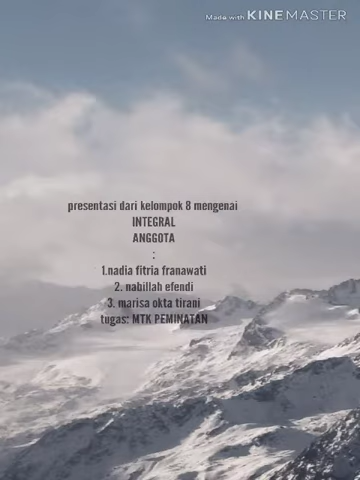 Made with KINEMASTER
presentasi dari kelompok 8 mengenai
INTEGRAL
ANGGOTA
:
1.nadia fitria franawati
2. nabillah efendi
3. marisa okta tirani
tugas: MTK PEMINATAN